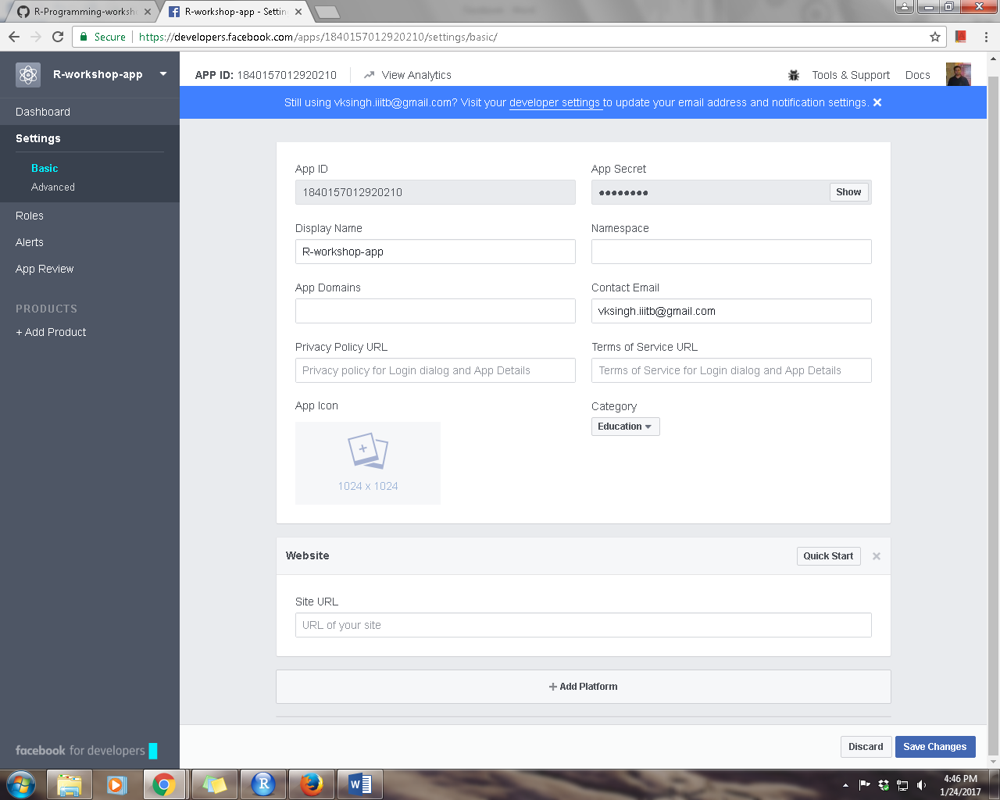 R-Programming-worksh
R-workshop-app - Settin
Secure
https://developers.facebook.com/apps/1840157012920210/settings/basic/
R-workshop-app
APP ID: 1840157012920210
View Analytics
Tools & Support
Docs
Still using vksingh.iiitb@gmail.com? Visit your developer settings to update your email address and notification settings.
Dashboard
Settings
Basic
Advanced
Roles
Alerts
App Review
PRODUCTS
+ Add Product
facebook for developers
App ID
1840157012920210
App Secret
Show
Display Name
R-workshop-app
Namespace
App Domains
Contact Email
vksingh.iiitb@gmail.com
Privacy Policy URL
Privacy policy for Login dialog and App Details
Terms of Service URL
Terms of Service for Login dialog and App Details
App Icon
1024 x 1024
Category
Education
Website
Quick Start
Site URL
URL of your site
+ Add Platform
Discard
Save Changes
4:46 PM
1/24/2017